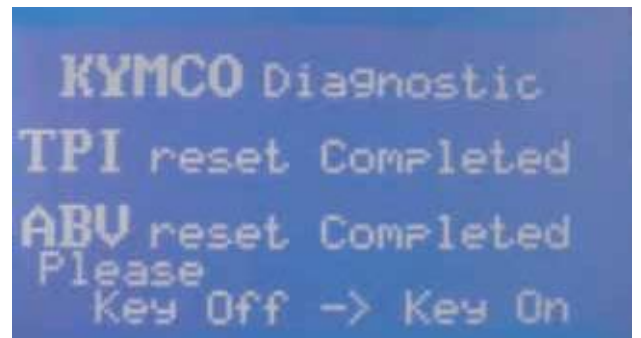 KYMCO Diagnostic
TPI reset Completed
ABV reset Completed
Please
Key Off -> Key On